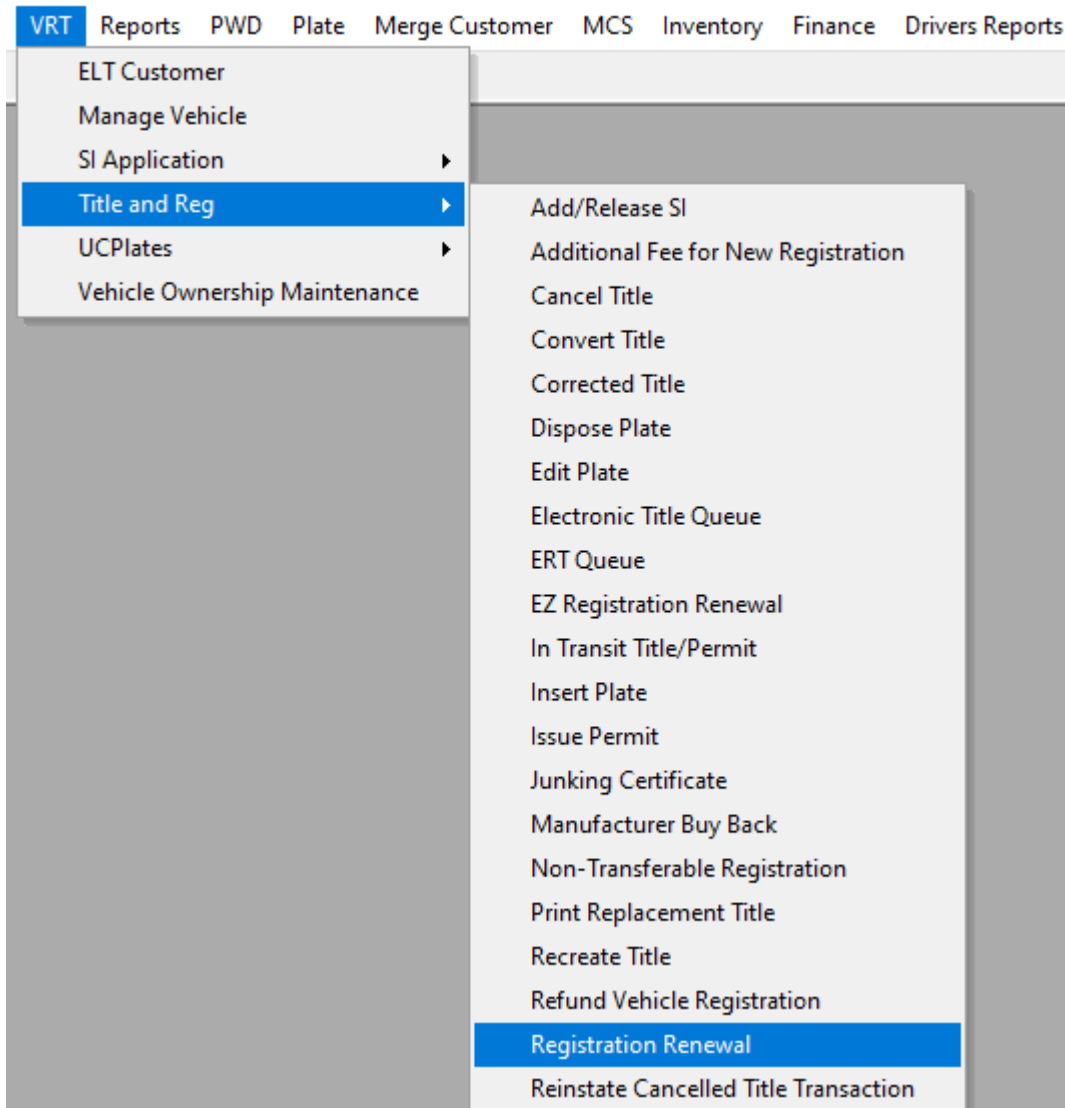 VRT Reports PWD Plate Merge Customer MCS Inventory Finance Drivers Reports
ELT Customer
Manage Vehicle
SI Application
Title and Reg
UCPlates
Vehicle Ownership Maintenance
Add/Release SI
Additional Fee for New Registration
Cancel Title
Convert Title
Corrected Title
Dispose Plate
Edit Plate
Electronic Title Queue
ERT Queue
EZ Registration Renewal
In Transit Title/Permit
Insert Plate
Issue Permit
Junking Certificate
Manufacturer Buy Back
Non-Transferable Registration
Print Replacement Title
Recreate Title
Refund Vehicle Registration
Registration Renewal
Reinstate Cancelled Title Transaction